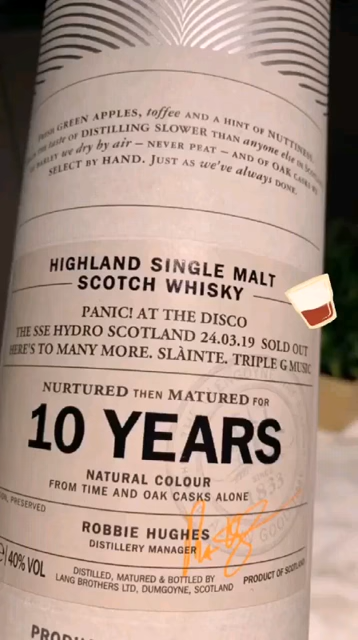 GREEN APPLES, toffee AND A HINT OF NUTTINESS.
taste OF DISTILLING SLOWER THAN anyone else
BARLEY we dry by air – NEVER PEAT – AND OF OAK CASKS
SELECT BY HAND. JUST AS we've always DONE.
HIGHLAND SINGLE MALT
SCOTCH WHISKY
PANIC! AT THE DISCO
THE SSE HYDRO SCOTLAND 24.03.19 SOLD OUT
HERE'S TO MANY MORE. SLÀINTE. TRIPLE G MUSIC
NURTURED THEN MATURED FOR
10 YEARS
NATURAL COLOUR
FROM TIME AND OAK CASKS ALONE
PRESERVED
1833
ROBBIE HUGHES
DISTILLERY MANAGER
40% VOL
DISTILLED, MATURED & BOTTLED BY
LANG BROTHERS LTD, DUMGOYNE, SCOTLAND
PRODUCT OF SCOTLAND